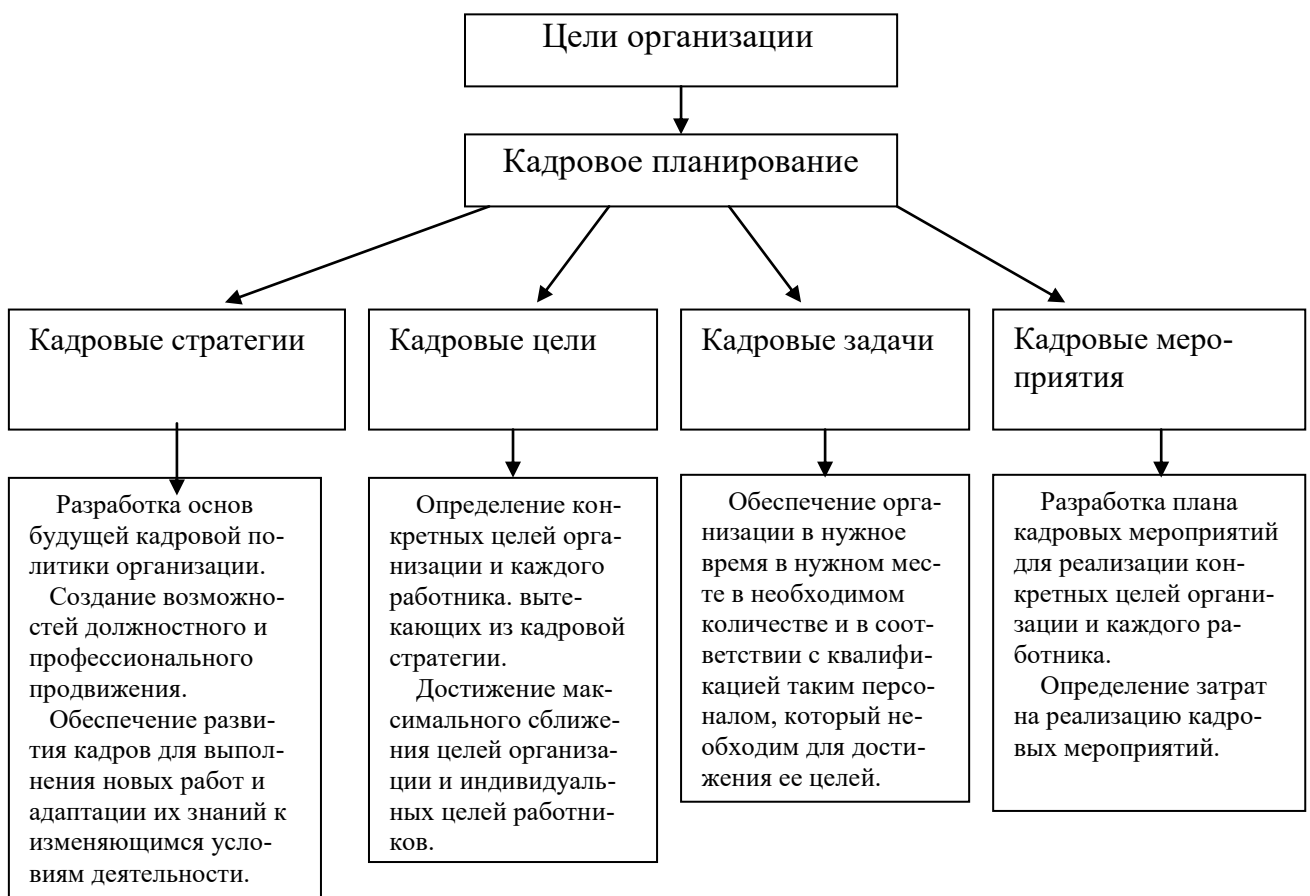 Цели организации
Кадровое планирование
Кадровые стратегии
Кадровые цели
Кадровые задачи
Кадровые меро-
приятия
Разработка основ
будущей кадровой по-
литики организации.
Создание возможно-
стей должностного и
профессионального
продвижения.
Обеспечение разви-
тия кадров для выпол-
нения новых работ и
адаптации их знаний к
изменяющимся усло-
виям деятельности.
Определение кон-
кретных целей орга-
низации и каждого
работника. выте-
кающих из кадровой
стратегии.
Достижение мак-
симального сближе-
ния целей организа-
ции и индивидуаль-
ных целей работни-
ков.
Обеспечение орга-
низации в нужное
время в нужном мес-
те в необходимом
количестве и в соот-
ветствии с квалифи-
кацией таким персо-
налом, который не-
обходим для дости-
жения ее целей.
Разработка плана
кадровых мероприятий
для реализации кон-
кретных целей органи-
зации и каждого ра-
ботника.
Определение затрат
на реализацию кадро-
вых мероприятий.